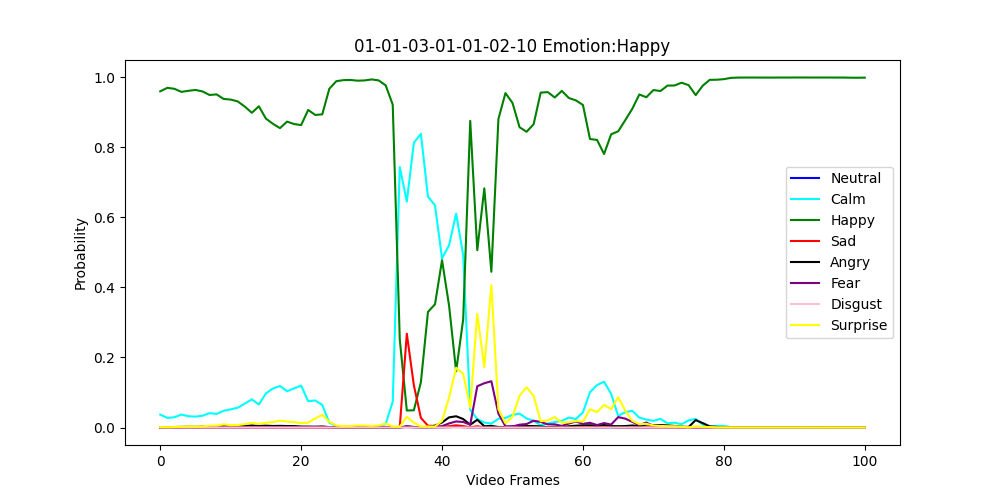 01-01-03-01-01-02-10 Emotion:Happy
Probability
1.0
0.8
0.6
0.4
0.2
0.0
Neutral
Calm
Happy
Sad
Angry
Fear
Disgust
Surprise
0 20 40 60 80 100
Video Frames